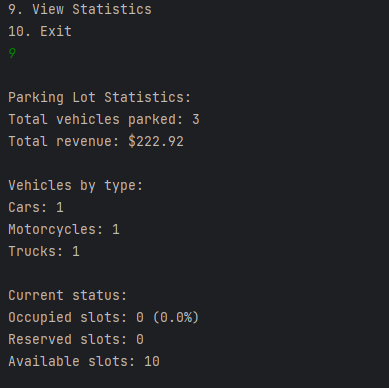 9. View Statistics
10. Exit
9
Parking Lot Statistics:
Total vehicles parked: 3
Total revenue: $222.92
Vehicles by type:
Cars: 1
Motorcycles: 1
Trucks: 1
Current status:
Occupied slots: 0 (0.0%)
Reserved slots: 0
Available slots: 10